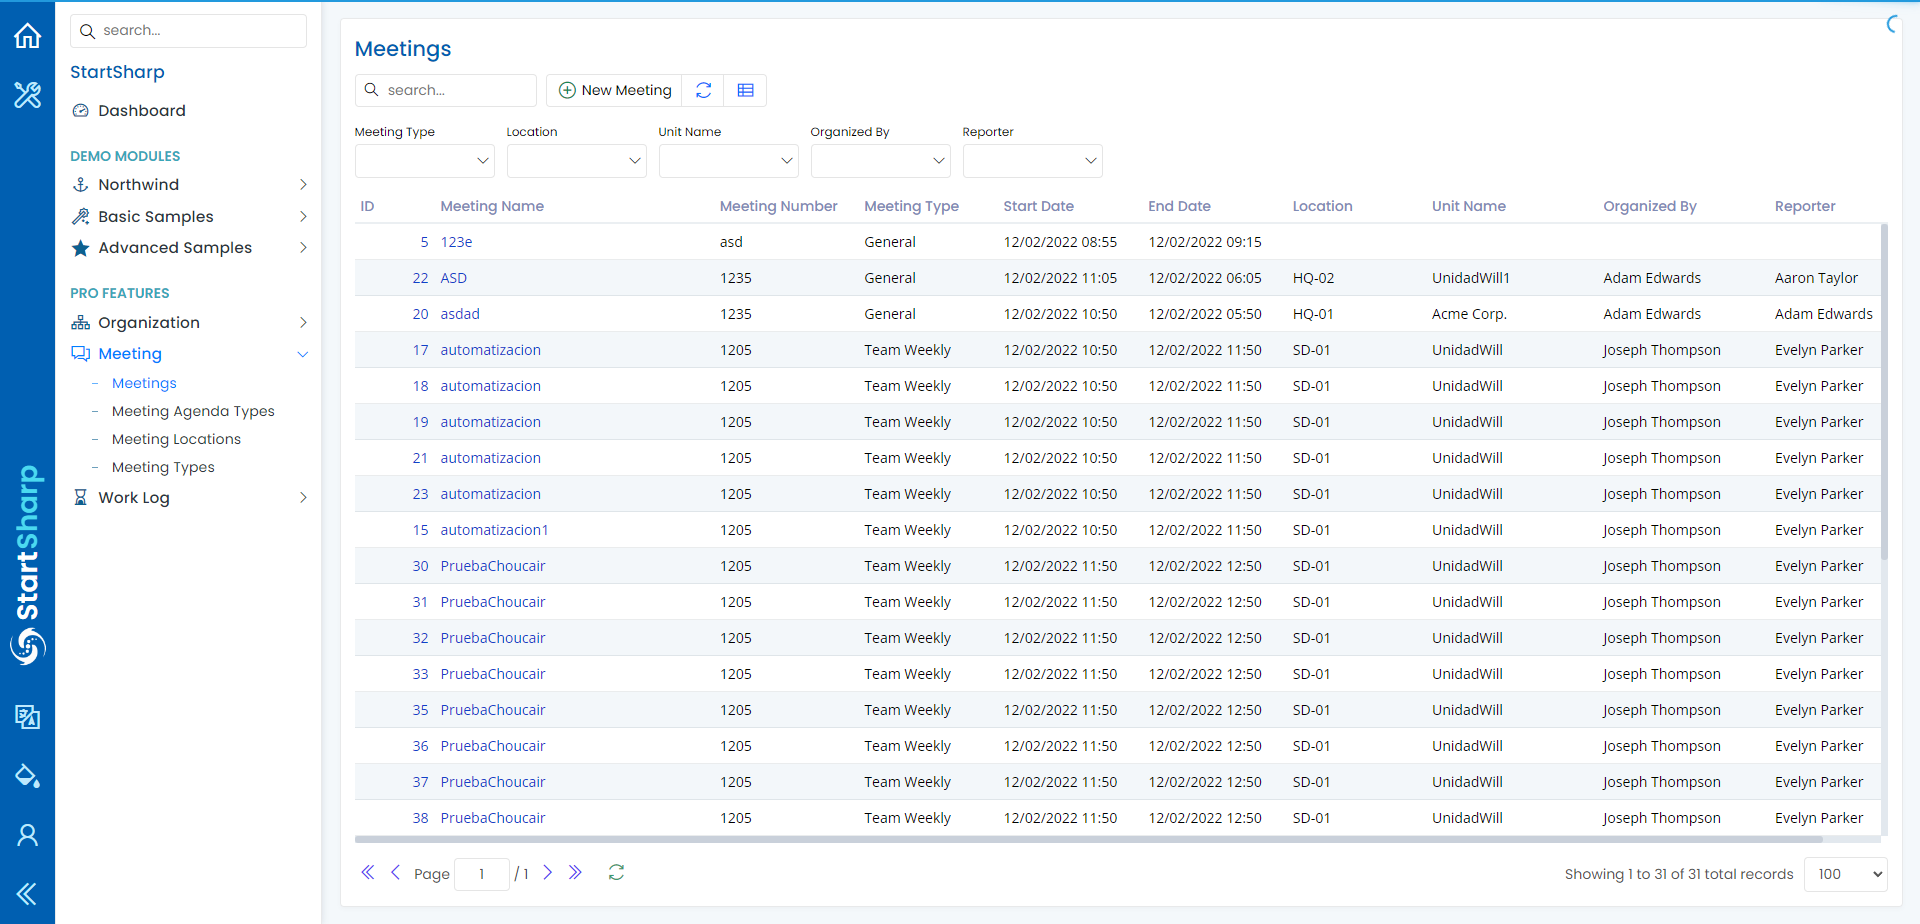 search...
StartSharp
Dashboard
DEMO MODULES
Northwind
Basic Samples
Advanced Samples
PRO FEATURES
Organization
Meeting
Meetings
Meeting Agenda Types
Meeting Locations
Meeting Types
Work Log
StartSharp
Meetings
search...
New Meeting
Meeting Type Location Unit Name Organized By Reporter
ID Meeting Name Meeting Number Meeting Type Start Date End Date Location Unit Name Organized By Reporter
5 123e asd General 12/02/2022 08:55 12/02/2022 09:15
22 ASD 1235 General 12/02/2022 11:05 12/02/2022 06:05 HQ-02 UnidadWill1 Adam Edwards Aaron Taylor
20 asdad 1235 General 12/02/2022 10:50 12/02/2022 05:50 HQ-01 Acme Corp. Adam Edwards Adam Edwards
17 automatizacion 1205 Team Weekly 12/02/2022 10:50 12/02/2022 11:50 SD-01 UnidadWill Joseph Thompson Evelyn Parker
18 automatizacion 1205 Team Weekly 12/02/2022 10:50 12/02/2022 11:50 SD-01 UnidadWill Joseph Thompson Evelyn Parker
19 automatizacion 1205 Team Weekly 12/02/2022 10:50 12/02/2022 11:50 SD-01 UnidadWill Joseph Thompson Evelyn Parker
21 automatizacion 1205 Team Weekly 12/02/2022 10:50 12/02/2022 11:50 SD-01 UnidadWill Joseph Thompson Evelyn Parker
23 automatizacion 1205 Team Weekly 12/02/2022 10:50 12/02/2022 11:50 SD-01 UnidadWill Joseph Thompson Evelyn Parker
15 automatizacion1 1205 Team Weekly 12/02/2022 10:50 12/02/2022 11:50 SD-01 UnidadWill Joseph Thompson Evelyn Parker
30 PruebaChoucair 1205 Team Weekly 12/02/2022 11:50 12/02/2022 12:50 SD-01 UnidadWill Joseph Thompson Evelyn Parker
31 PruebaChoucair 1205 Team Weekly 12/02/2022 11:50 12/02/2022 12:50 SD-01 UnidadWill Joseph Thompson Evelyn Parker
32 PruebaChoucair 1205 Team Weekly 12/02/2022 11:50 12/02/2022 12:50 SD-01 UnidadWill Joseph Thompson Evelyn Parker
33 PruebaChoucair 1205 Team Weekly 12/02/2022 11:50 12/02/2022 12:50 SD-01 UnidadWill Joseph Thompson Evelyn Parker
35 PruebaChoucair 1205 Team Weekly 12/02/2022 11:50 12/02/2022 12:50 SD-01 UnidadWill Joseph Thompson Evelyn Parker
36 PruebaChoucair 1205 Team Weekly 12/02/2022 11:50 12/02/2022 12:50 SD-01 UnidadWill Joseph Thompson Evelyn Parker
37 PruebaChoucair 1205 Team Weekly 12/02/2022 11:50 12/02/2022 12:50 SD-01 UnidadWill Joseph Thompson Evelyn Parker
38 PruebaChoucair 1205 Team Weekly 12/02/2022 11:50 12/02/2022 12:50 SD-01 UnidadWill Joseph Thompson Evelyn Parker
Page 1 / 1
Showing 1 to 31 of 31 total records 100